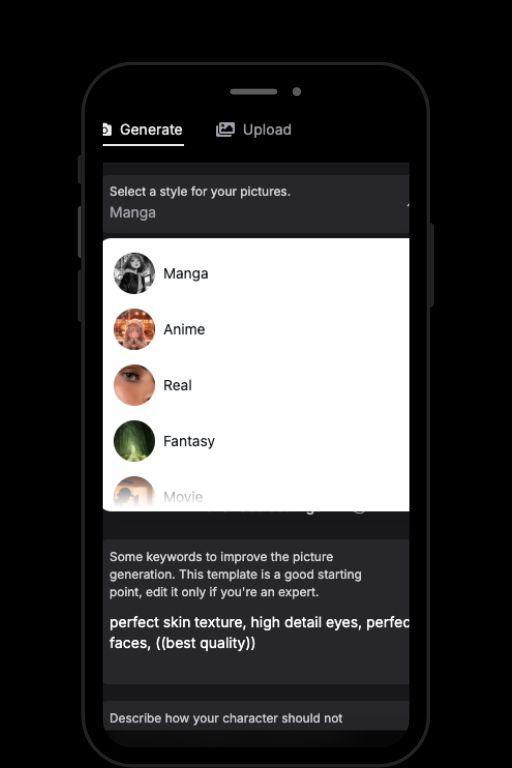 Generate
Upload
Select a style for your pictures.
Manga
Manga
Anime
Real
Fantasy
Movie
Some keywords to improve the picture
generation. This template is a good starting
point, edit it only if you're an expert.
perfect skin texture, high detail eyes, perfec
faces, ((best quality))
Describe how your character should not